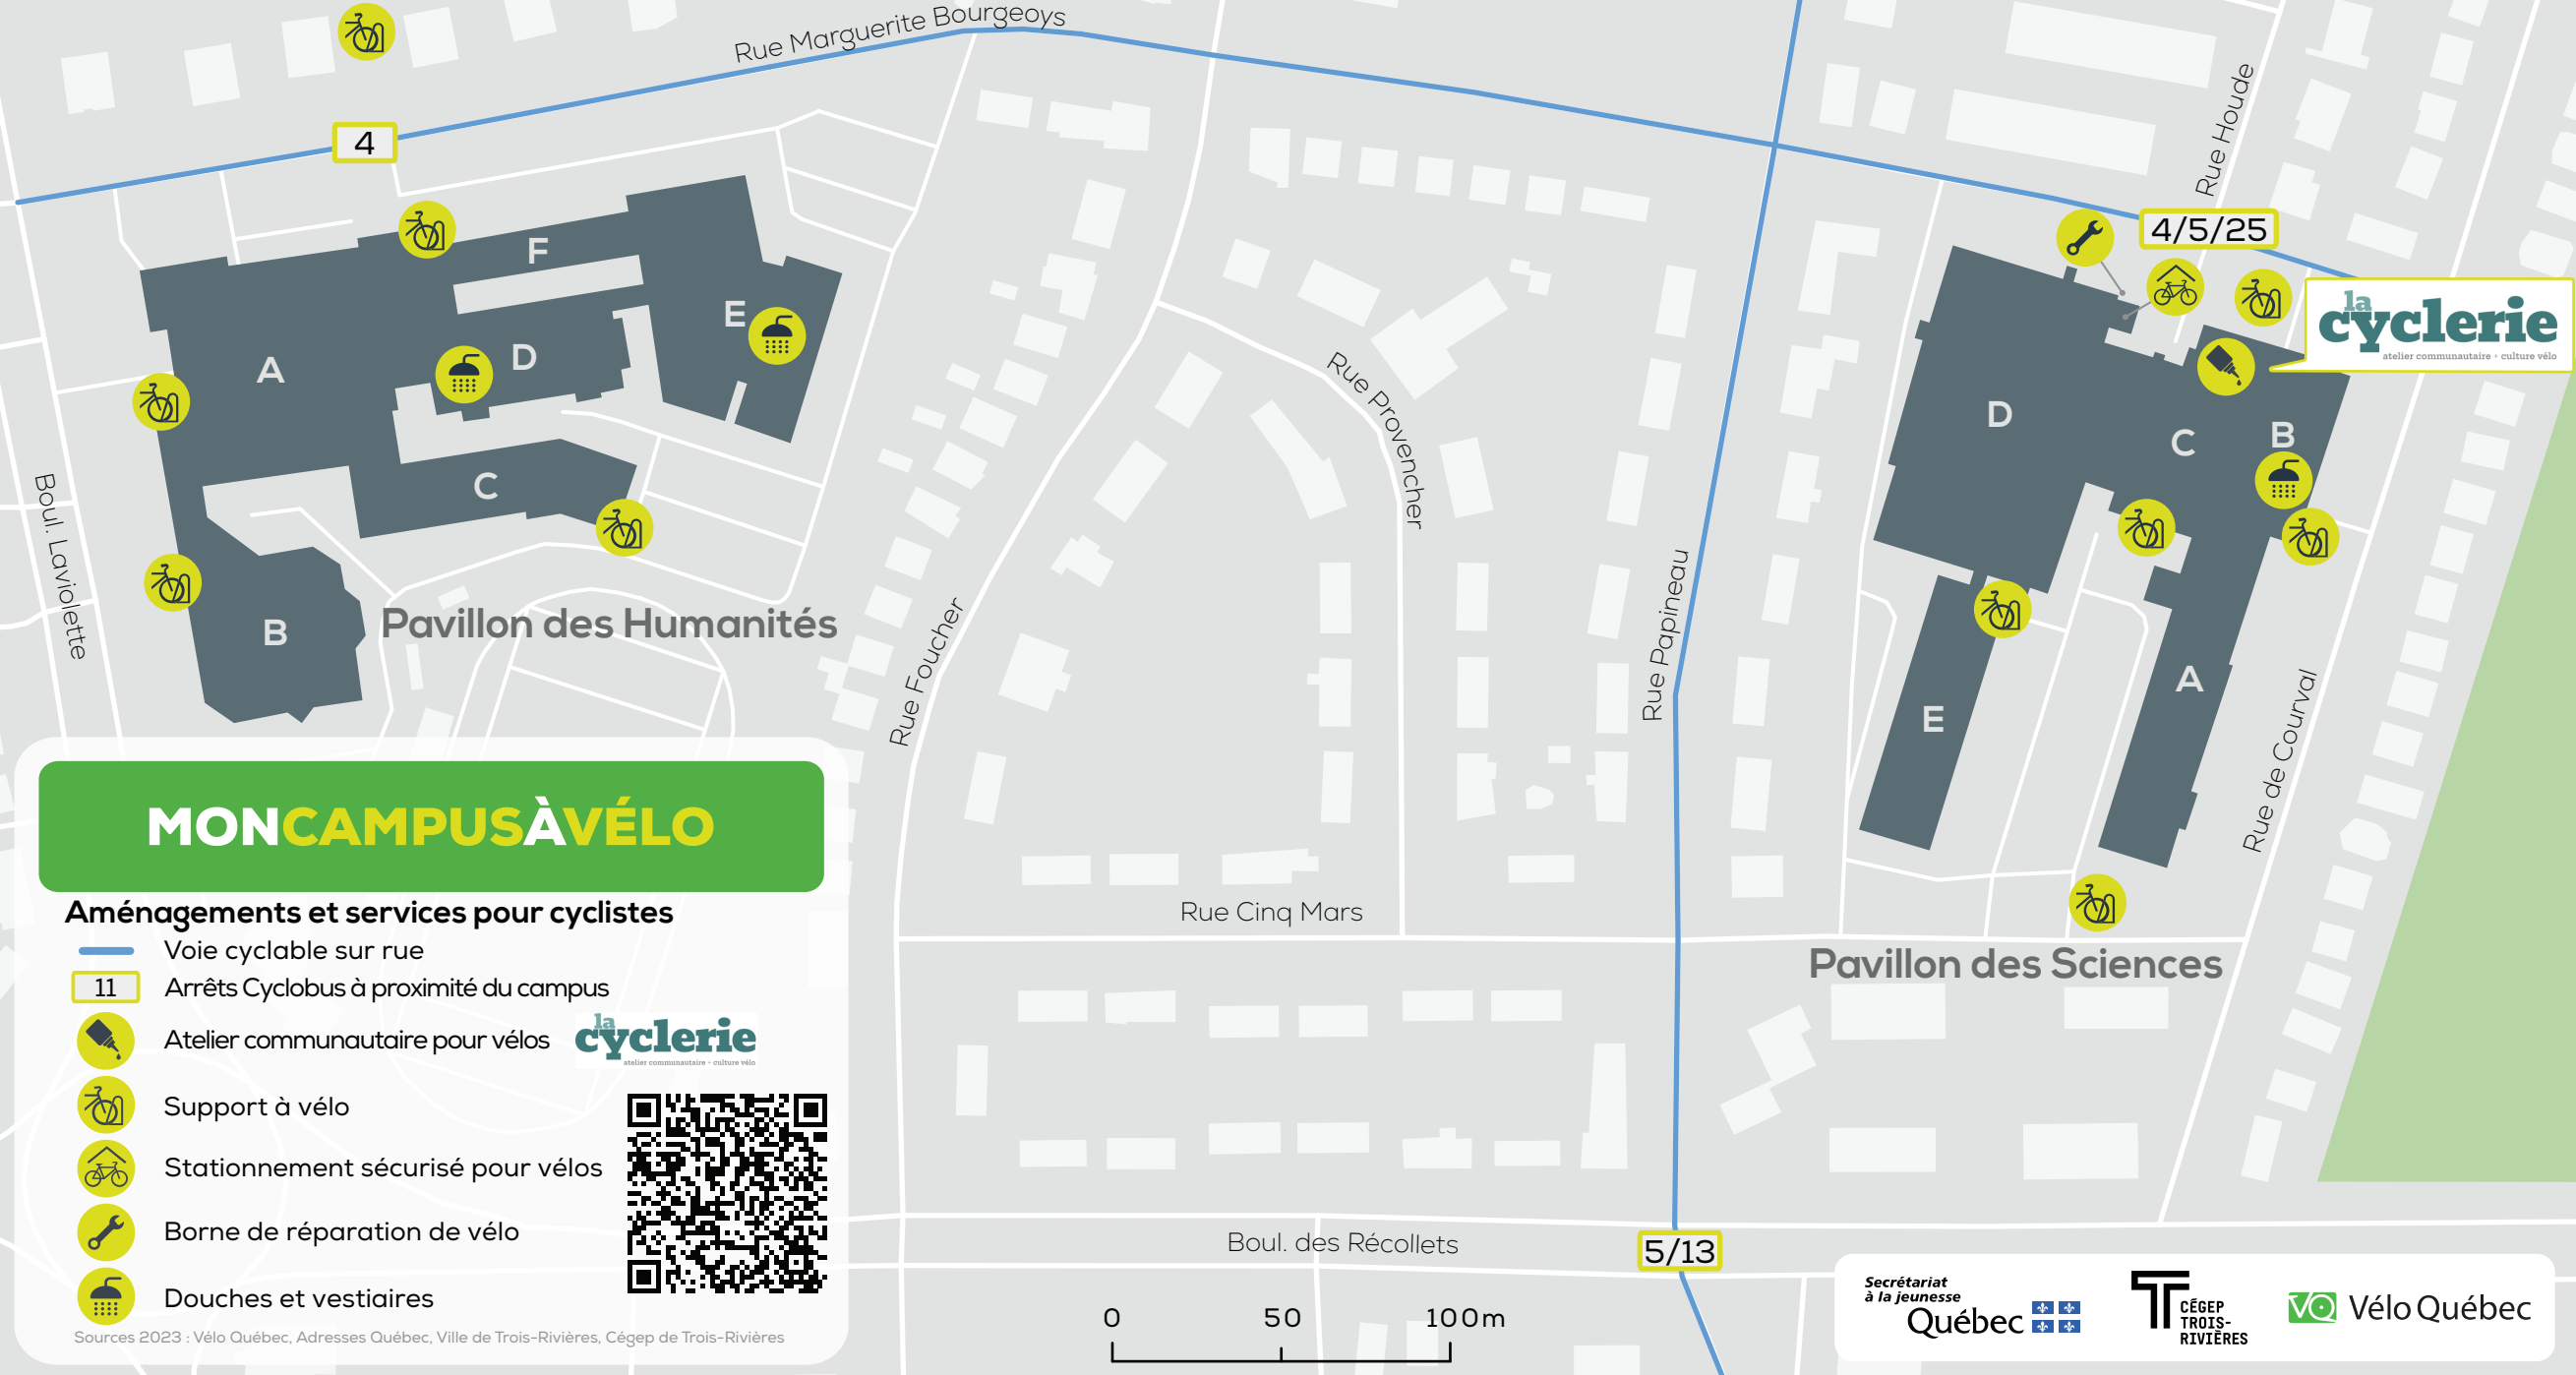 Rue Marguerite Bourgeoys
4
Rue Houde
4/5/25
la
cyclerie
atelier communautaire • culture vélo
F
E
D
A
C
B
Boul. Laviolette
Pavillon des Humanités
Rue Foucher
Rue Provencher
Rue Papineau
D
C
B
A
E
Rue de Courval
Rue Cinq Mars
Pavillon des Sciences
Boul. des Récollets
5/13
0 50 100m
MONCAMPUSÀVÉLO
Aménagements et services pour cyclistes
Voie cyclable sur rue
11 Arrêts Cyclobus à proximité du campus
Atelier communautaire pour vélos
la
cyclerie
atelier communautaire • culture vélo
Support à vélo
Stationnement sécurisé pour vélos
Borne de réparation de vélo
Douches et vestiaires
Sources 2023 : Vélo Québec, Adresses Québec, Ville de Trois-Rivières, Cégep de Trois-Rivières
Secrétariat
à la jeunesse
Québec
CÉGEP
TROIS-
RIVIÈRES
VQ Vélo Québec